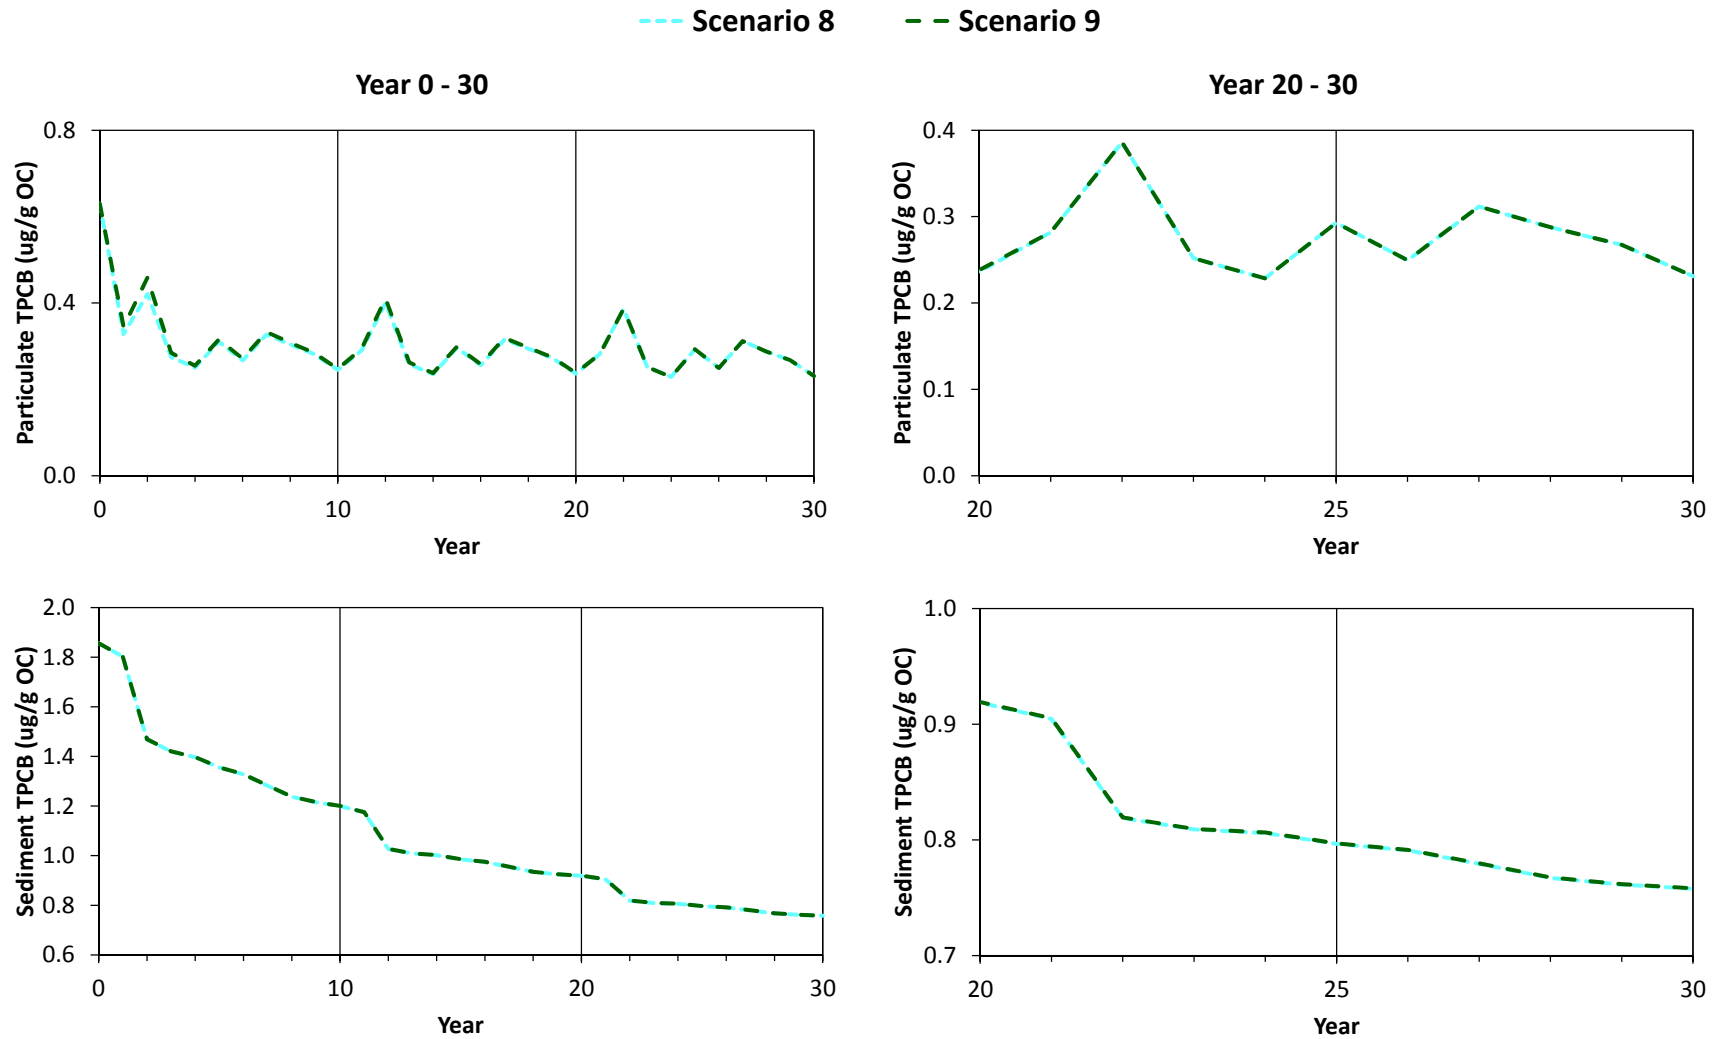 Scenario 8 Scenario 9
Year 0 - 30
Year 20 - 30
Particulate TPCB (ug/g OC)
0.8
0.4
0.0
0 10 20 30
Year
Particulate TPCB (ug/g OC)
0.4
0.3
0.2
0.1
0.0
20 25 30
Year
Sediment TPCB (ug/g OC)
2.0
1.8
1.6
1.4
1.2
1.0
0.8
0.6
0 10 20 30
Year
Sediment TPCB (ug/g OC)
1.0
0.9
0.8
0.7
20 25 30
Year